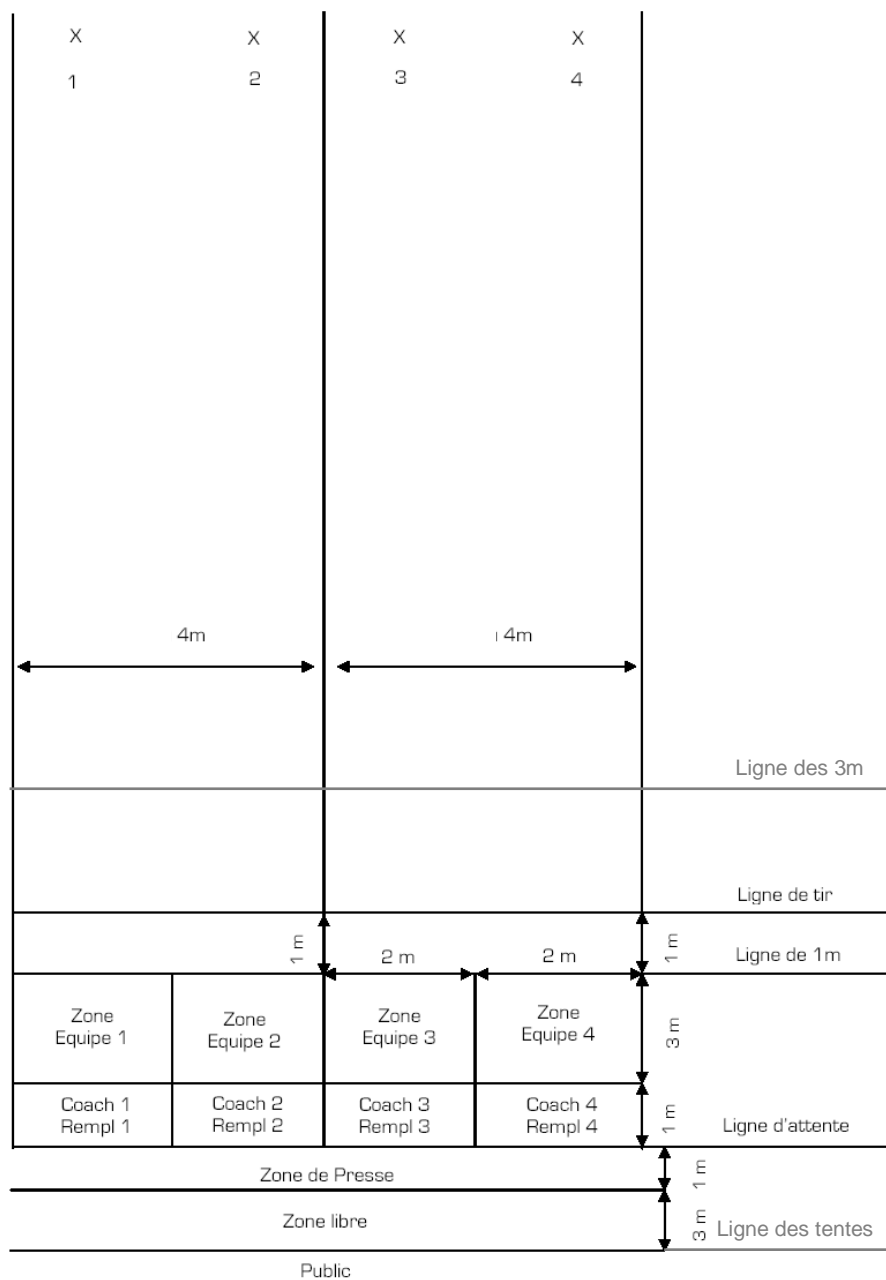 X X X X
1 2 3 4
4m 4m
Ligne des 3m
Ligne de tir
1 m 2 m 2 m 1 m Ligne de 1m
Zone
Equipe 1
Zone
Equipe 2
Zone
Equipe 3
Zone
Equipe 4
3 m
Coach 1
Rempl 1
Coach 2
Rempl 2
Coach 3
Rempl 3
Coach 4
Rempl 4
1 m
Ligne d'attente
Zone de Presse
1 m
Zone libre
3 m
Ligne des tentes
Public